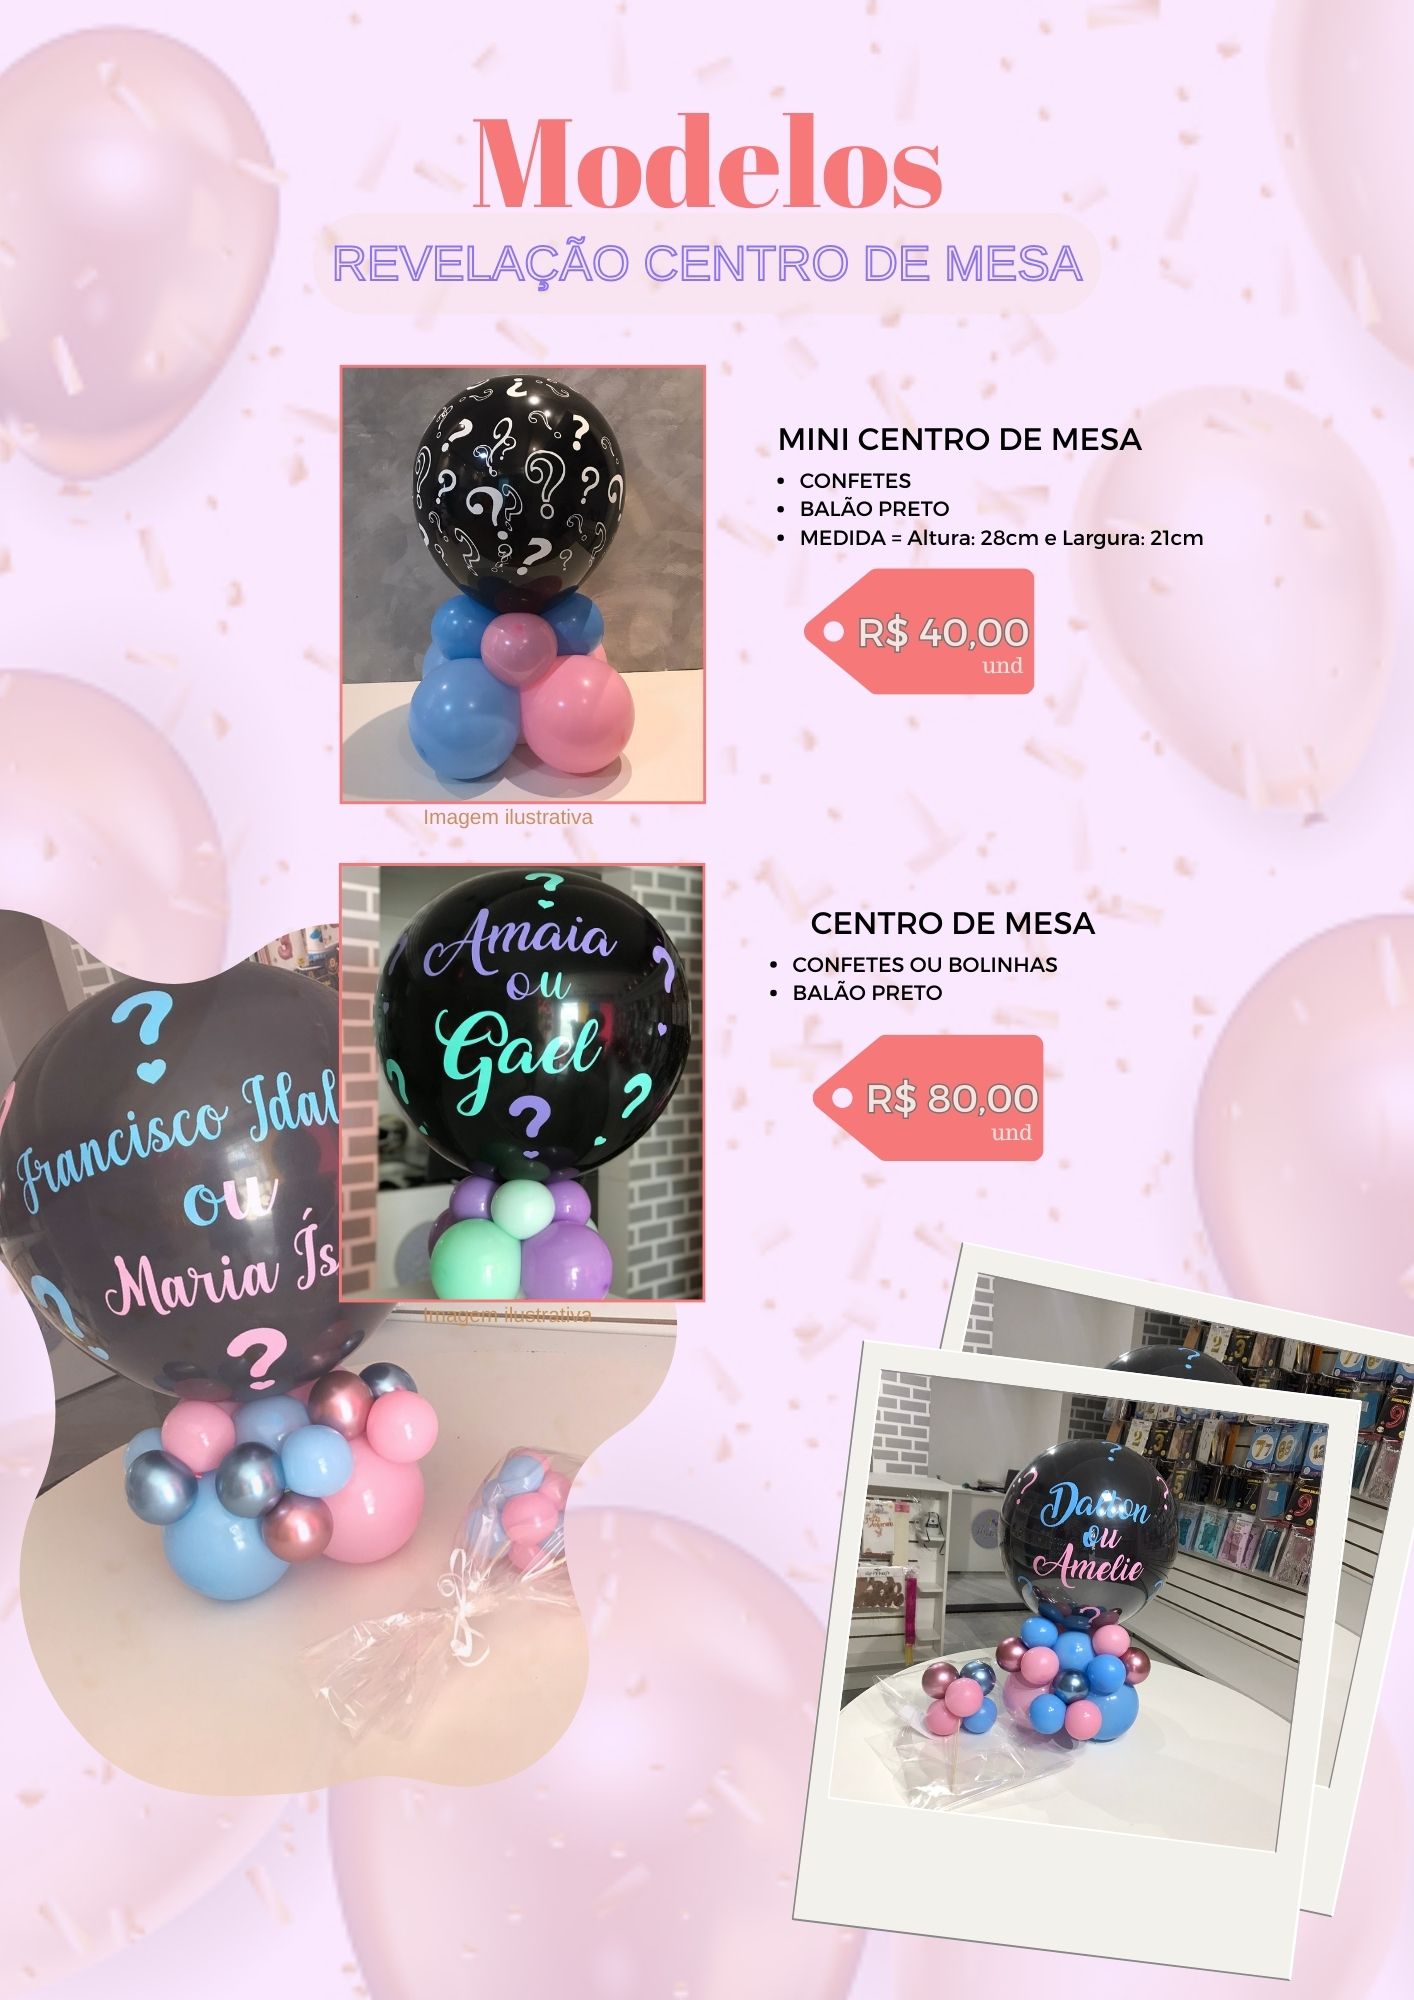 Modelos
REVELAÇÃO CENTRO DE MESA
MINI CENTRO DE MESA
• CONFETES
• BALÃO PRETO
• MEDIDA = Altura: 28cm e Largura: 21cm
R$ 40,00
und
Imagem ilustrativa
Amaia
ou
Gael
?
CENTRO DE MESA
• CONFETES OU BOLINHAS
• BALÃO PRETO
R$ 80,00
und
Imagem ilustrativa
?
Francisco
ou
Maria
?
Dalton
ou
Amelie